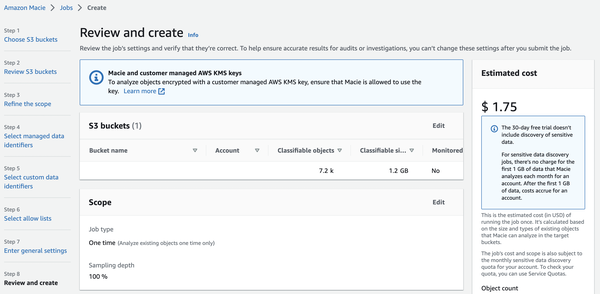 Amazon Macie > Jobs > Create
Step 1
Choose S3 buckets
Step 2
Review S3 buckets
Step 3
Refine the scope
Step 4
Select managed data
identifiers
Step 5
Select custom data
identifiers
Step 6
Select allow lists
Step 7
Enter general settings
Step 8
Review and create
Review and create Info
Review the job's settings and verify that they're correct. To help ensure accurate results for audits or investigations, you can't change these settings after you submit the job.
Macie and customer managed AWS KMS keys
To analyze objects encrypted with a customer managed AWS KMS key, ensure that Macie is allowed to use the
key. Learn more
S3 buckets (1) Edit
Bucket name Account Classifiable objects Classifiable si... Monitored
7.2 k 1.2 GB No
Scope Edit
Job type
One time (Analyze existing objects one time only)
Sampling depth
100 %
Estimated cost
$ 1.75
The 30-day free trial doesn't
include discovery of sensitive
data.
For sensitive data discovery
jobs, there's no charge for the
first 1 GB of data that Macie
analyzes each month for an
account. After the first 1 GB
of data, costs accrue for an
account.
This is the estimated cost (in USD) of
running the job once. It's calculated based
on the size and types of existing objects
that Macie can analyze in the target
buckets.
The job's cost and scope is also subject to
the monthly sensitive data discovery
quota for your account. To check your
quota, you can use Service Quotas.
Object count